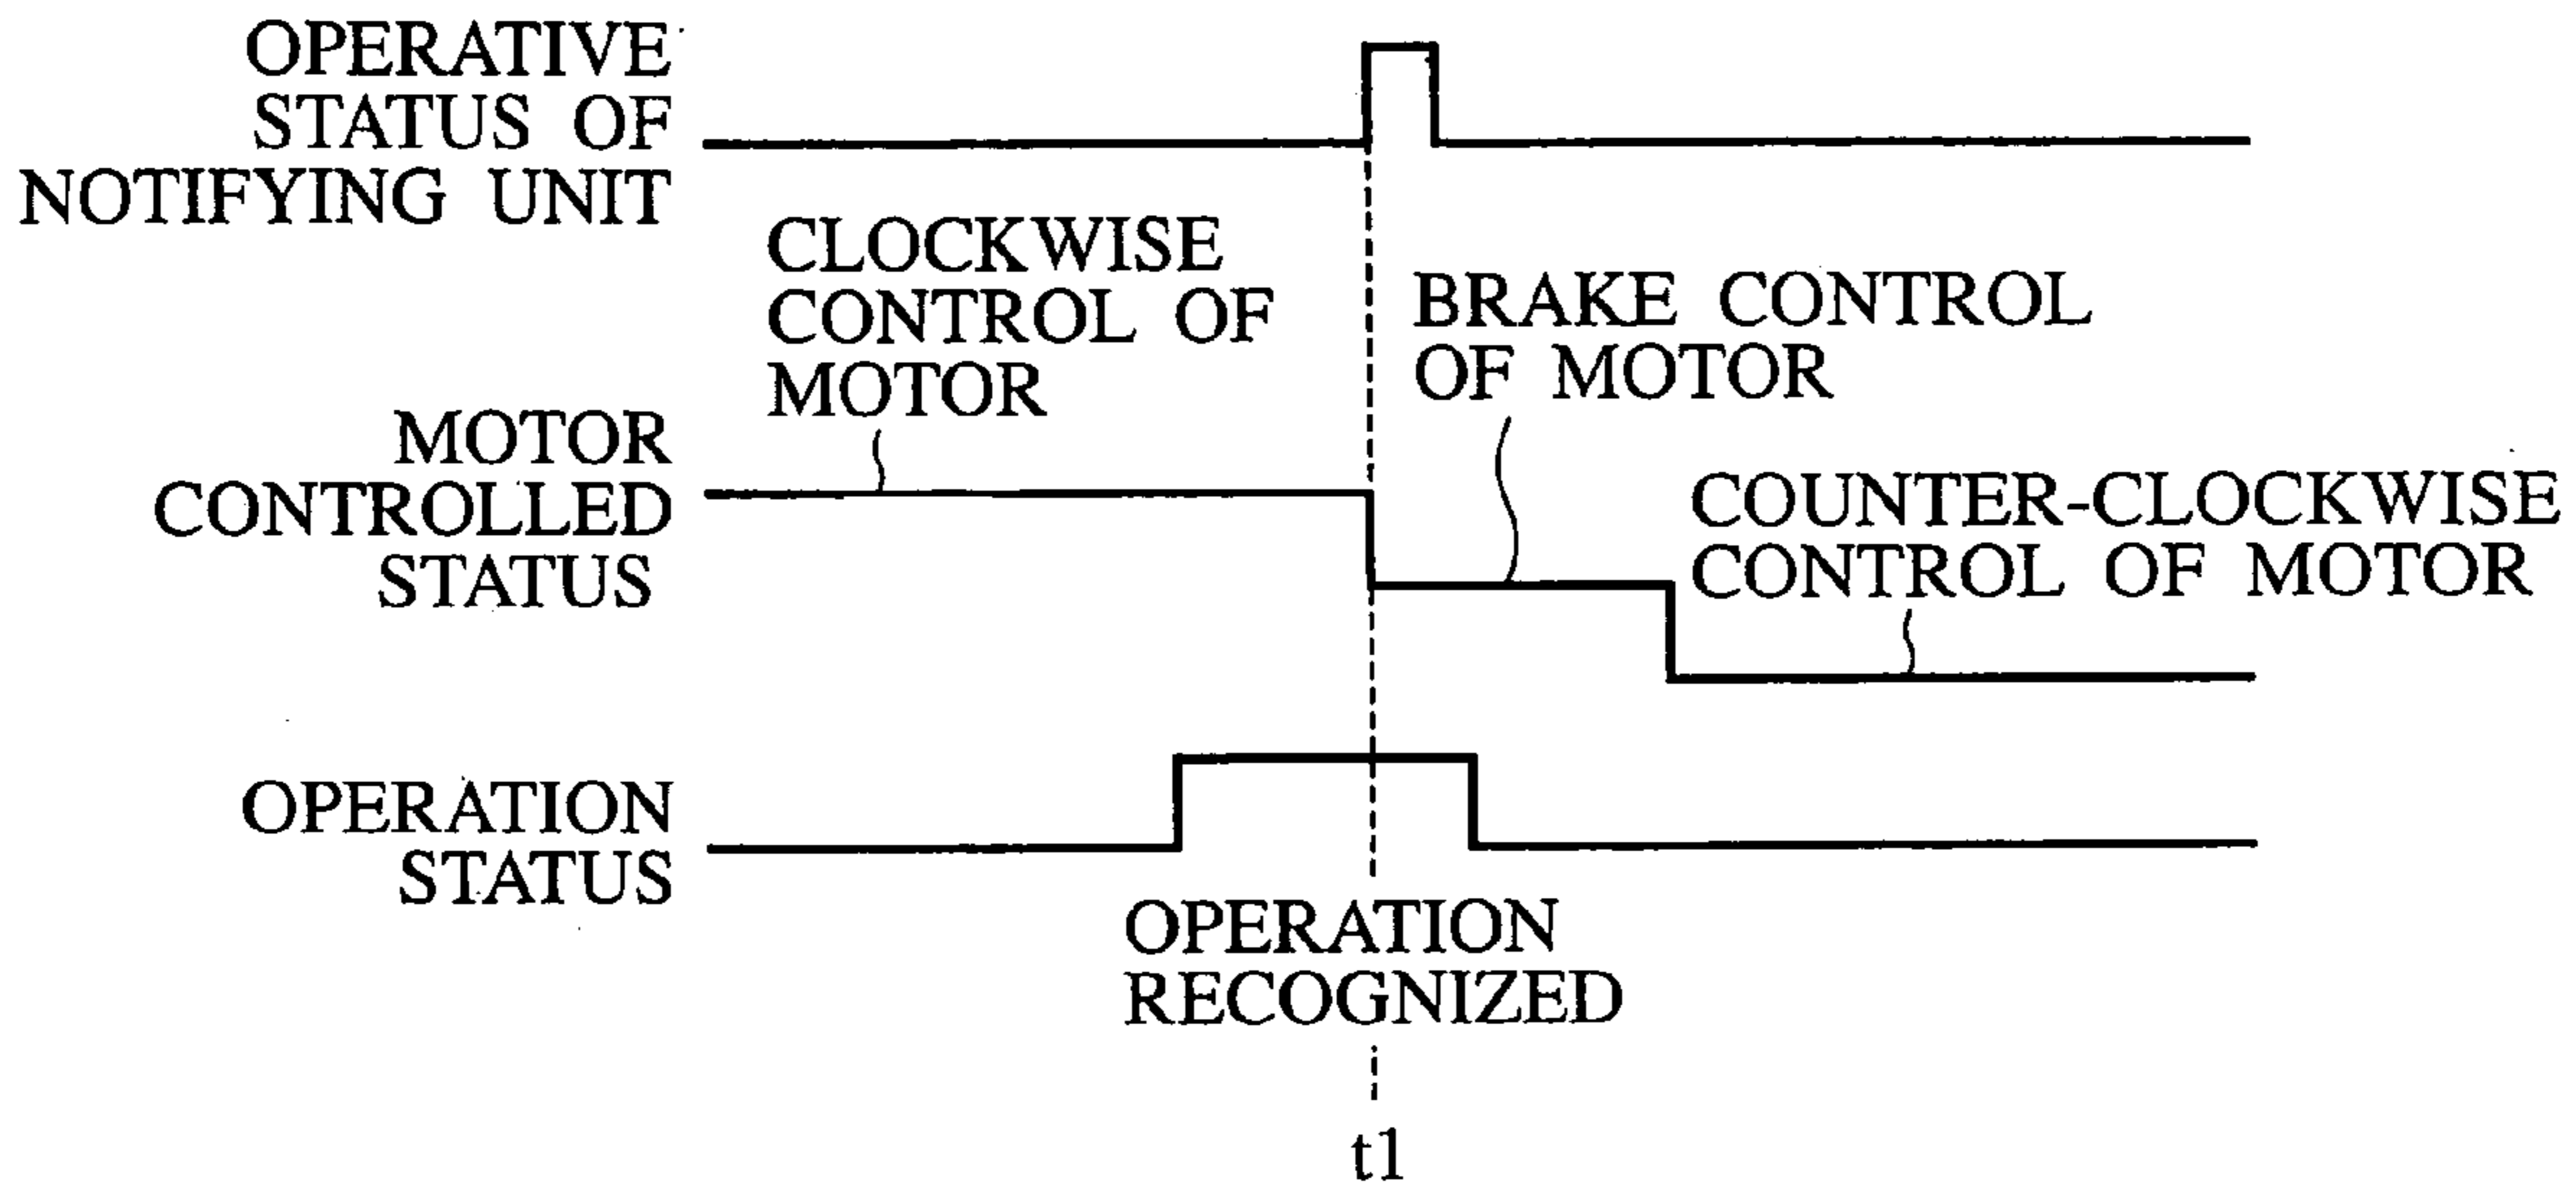 OPERATIVE
STATUS OF
NOTIFYING UNIT
CLOCKWISE
CONTROL OF
MOTOR
BRAKE CONTROL
OF MOTOR
MOTOR
CONTROLLED
STATUS
COUNTER-CLOCKWISE
CONTROL OF MOTOR
OPERATION
STATUS
OPERATION
RECOGNIZED
t1